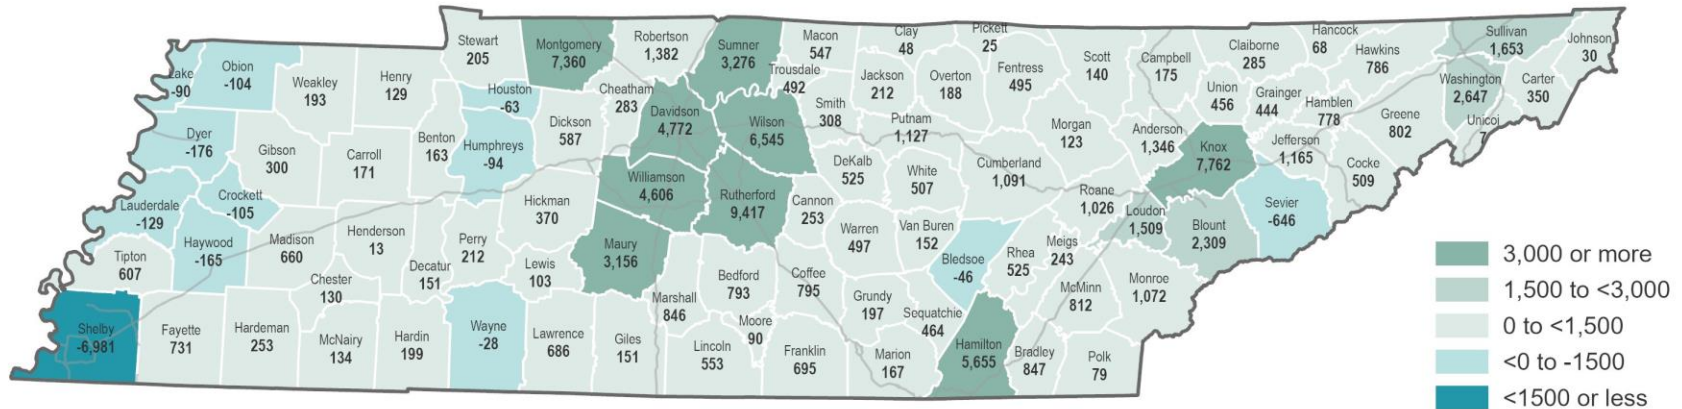 Lake
-90
Obion
-104
Weakley
193
Henry
129
Stewart
205
Montgomery
7,360
Robertson
1,382
Sumner
3,276
Macon
547
Clay
48
Pickett
25
Trousdale
492
Jackson
212
Overton
188
Fentress
495
Scott
140
Campbell
175
Claiborne
285
Hancock
68
Hawkins
786
Sullivan
1,653
Johnson
30
Washington
2,647
Carter
350
Unicoi
7
Greene
802
Hamblen
778
Grainger
444
Union
456
Jefferson
1,165
Cocke
509
Knox
7,762
Anderson
1,346
Morgan
123
Sevier
-646
Blount
2,309
Loudon
1,509
Roane
1,026
Cumberland
1,091
Putnam
1,127
White
507
DeKalb
525
Smith
308
Wilson
6,545
Davidson
4,772
Cheatham
283
Houston
-63
Dickson
587
Humphreys
-94
Benton
163
Carroll
171
Gibson
300
Dyer
-176
Crockett
-105
Lauderdale
-129
Haywood
-165
Tipton
607
Madison
660
Henderson
13
Chester
130
Decatur
151
Perry
212
Hickman
370
Lewis
103
Williamson
4,606
Maury
3,156
Rutherford
9,417
Cannon
253
Warren
497
Van Buren
152
Bledsoe
-46
Rhea
525
Meigs
243
McMinn
812
Monroe
1,072
Shelby
-6,981
Fayette
731
Hardeman
253
McNairy
134
Hardin
199
Wayne
-28
Lawrence
686
Giles
151
Marshall
846
Bedford
793
Coffee
795
Moore
90
Lincoln
553
Franklin
695
Grundy
197
Sequatchie
464
Marion
167
Hamilton
5,655
Bradley
847
Polk
79
3,000 or more
1,500 to <3,000
0 to <1,500
<0 to -1500
<1500 or less